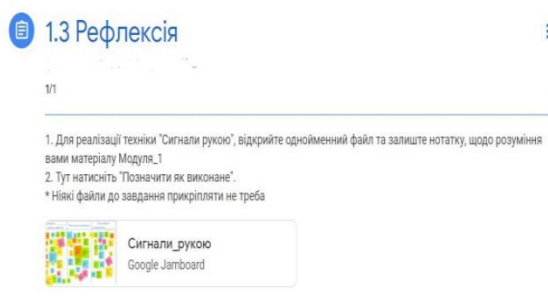 1.3 Рефлексія
1/1
1. Для реалізації техніки "Сигнали рукою", відкрийте однойменний файл та залиште нотатку, щодо розуміння
вами матеріалу Модуля_1
2. Тут натисніть "Позначити як виконане".
* Ніякі файли до завдання прикріпляти не треба
Сигнали_рукою
Google Jamboard